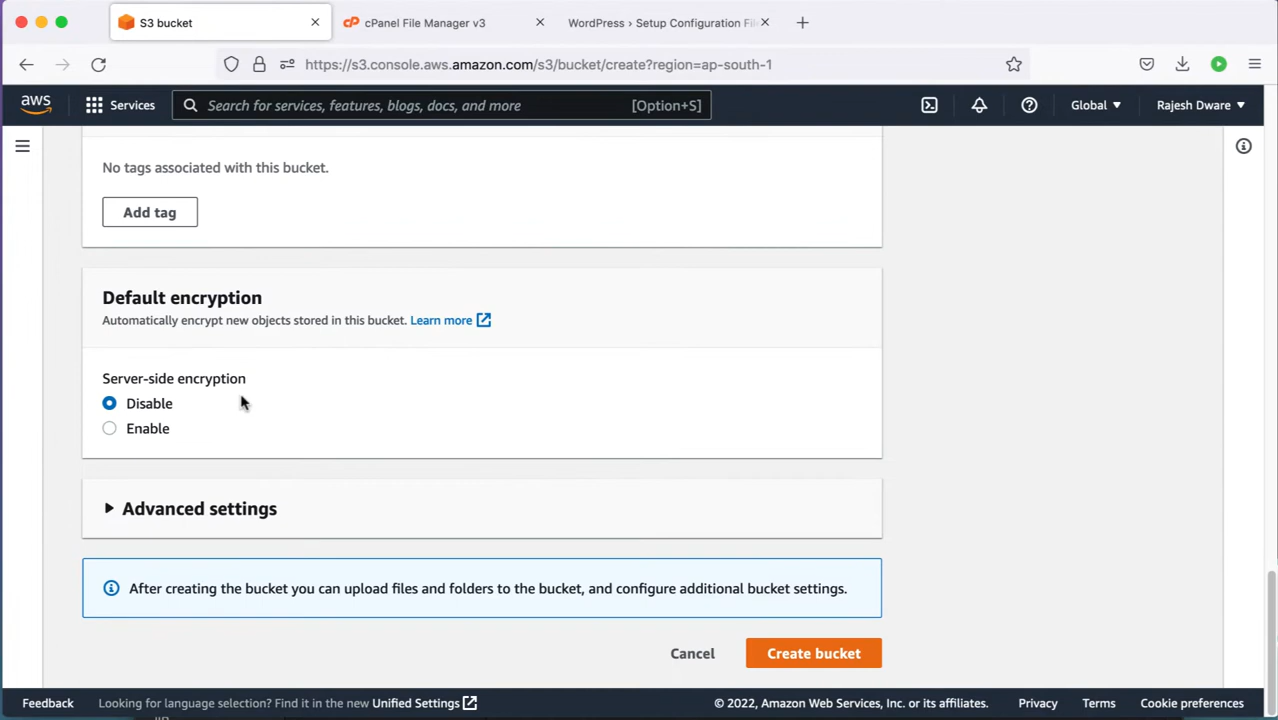 S3 bucket
cPanel File Manager v3
WordPress › Setup Configuration Fil
https://s3.console.aws.amazon.com/s3/bucket/create?region=ap-south-1
aws
Services
Search for services, features, blogs, docs, and more
[Option+S]
Global
Rajesh Dware
No tags associated with this bucket.
Add tag
Default encryption
Automatically encrypt new objects stored in this bucket. Learn more
Server-side encryption
Disable
Enable
Advanced settings
After creating the bucket you can upload files and folders to the bucket, and configure additional bucket settings.
Cancel
Create bucket
Feedback
Looking for language selection? Find it in the new Unified Settings
© 2022, Amazon Web Services, Inc. or its affiliates.
Privacy
Terms
Cookie preferences